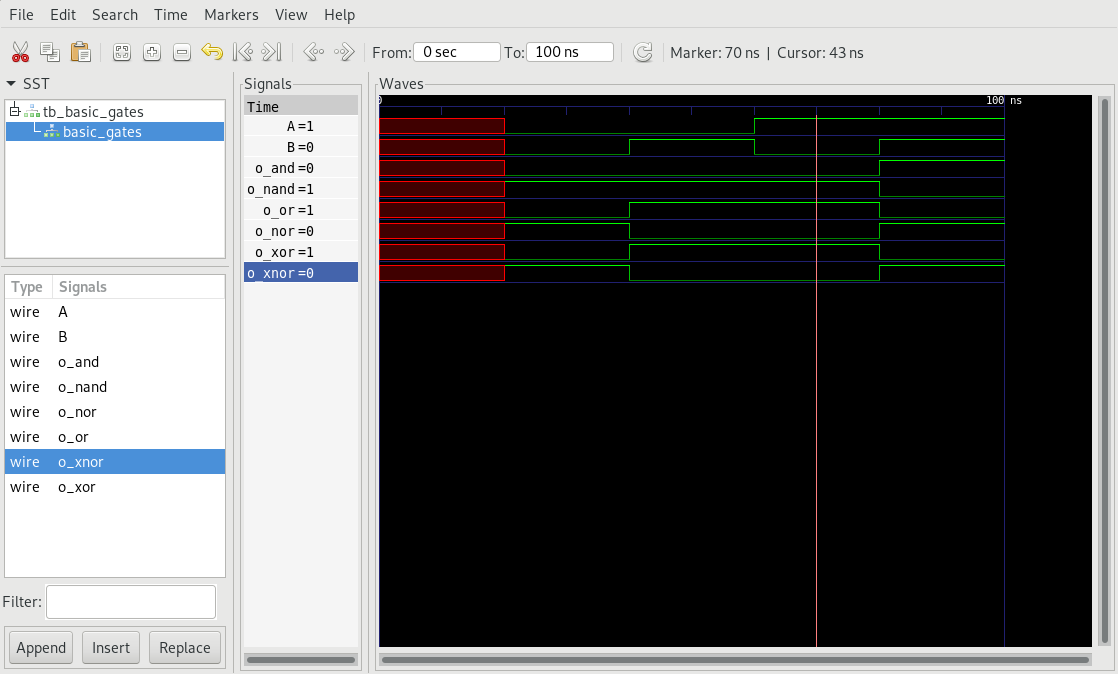 File Edit Search Time Markers View Help
From: 0 sec To: 100 ns Marker: 70 ns | Cursor: 43 ns
SST
tb_basic_gates
basic_gates
Type Signals
wire A
wire B
wire o_and
wire o_nand
wire o_nor
wire o_or
wire o_xnor
wire o_xor
Filter:
Append Insert Replace
Signals
Time
A=1
B=0
o_and=0
o_nand=1
o_or=1
o_nor=0
o_xor=1
o_xnor=0
Waves
0 100 ns